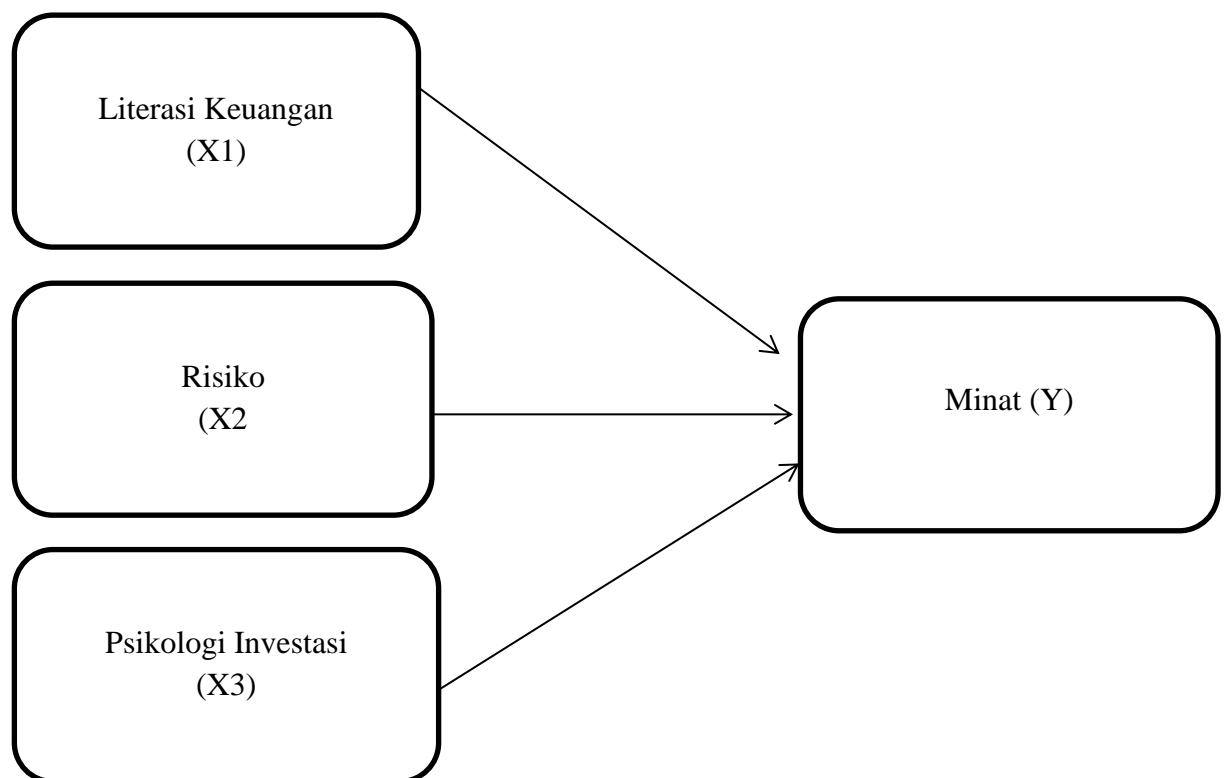 Literasi Keuangan
(X1)
Risiko
(X2
Psikologi Investasi
(X3)
Minat (Y)